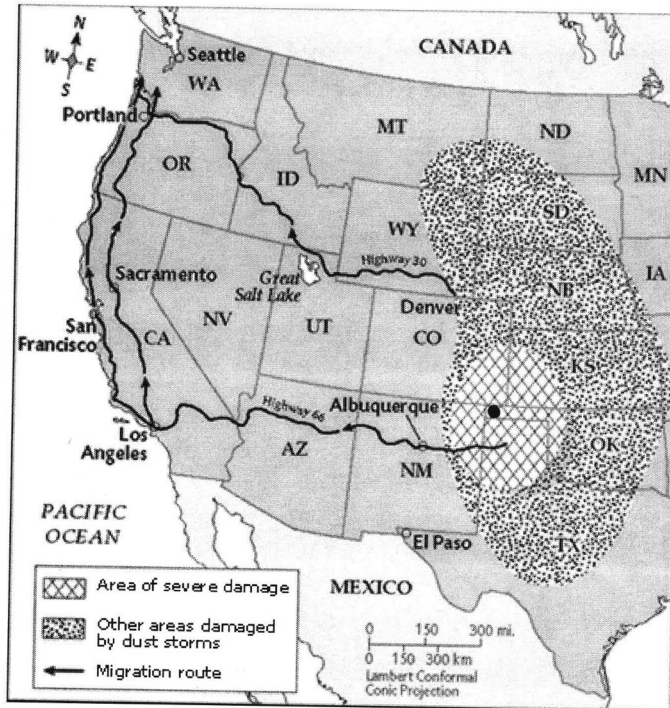 N
W E
S
CANADA
Seattle
WA
Portland
MT
ND
MN
OR
ID
WY
SD
Highway 30
IA
Great
Salt Lake
NB
Sacramento
Denver
NV
UT
CO
San
Francisco
CA
KS
Highway 66
Albuquerque
Los
Angeles
AZ
NM
OK
PACIFIC
OCEAN
El Paso
TX
MEXICO
Area of severe damage
Other areas damaged
by dust storms
Migration route
0 150 300 mi.
0 150 300 km
Lambert Conformal
Conic Projection